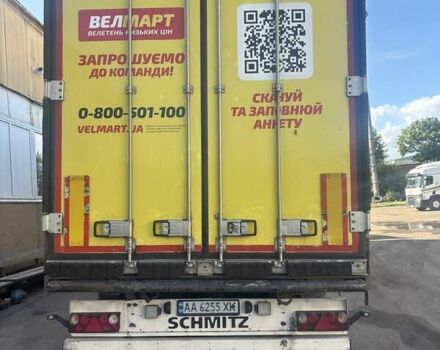 ВЕЛМАРТ
ВЕЛЕТЕНЬ НИЗЬКИХ ЦІН
ЗАПРОШУЄМО
ДО КОМАНДИ!
0-800-501-100
VELMART.UA
СКАНУЙ
ТА ЗАПОВНЮЙ
АНКЕТУ
AA 6255 XK
SCHMITZ